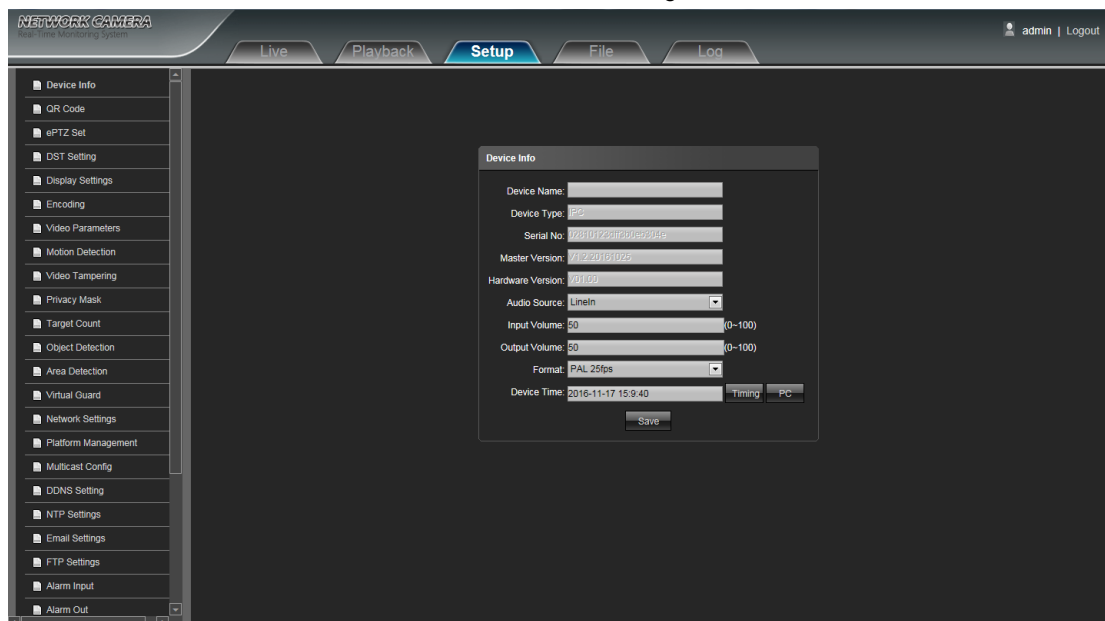 NETWORK CAMERA
Real-Time Monitoring System
admin | Logout
Live Playback Setup File Log
Device Info
QR Code
ePTZ Set
DST Setting
Display Settings
Encoding
Video Parameters
Motion Detection
Video Tampering
Privacy Mask
Target Count
Object Detection
Area Detection
Virtual Guard
Network Settings
Platform Management
Multicast Config
DDNS Setting
NTP Settings
Email Settings
FTP Settings
Alarm Input
Alarm Out
Device Info
Device Name:
Device Type: IPC
Serial No:
Master Version:
Hardware Version:
Audio Source: LineIn
Input Volume: 50 (0~100)
Output Volume: 50 (0~100)
Format: PAL 25fps
Device Time: 2016-11-17 15:9:40 Timing PC
Save